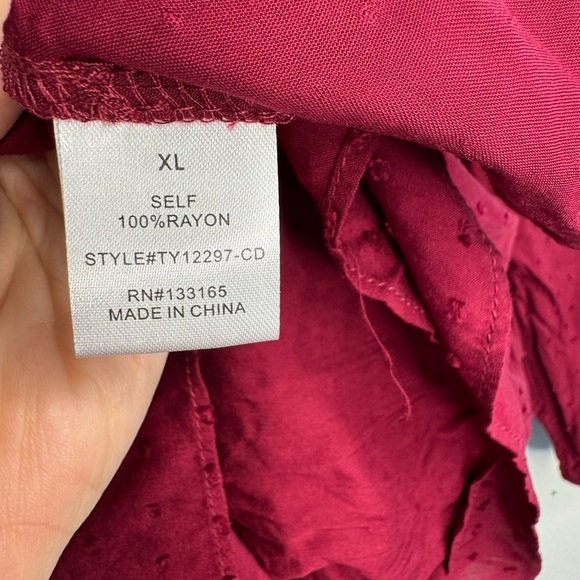 XL
SELF
100%RAYON
STYLE#TY12297-CD
RN#133165
MADE IN CHINA